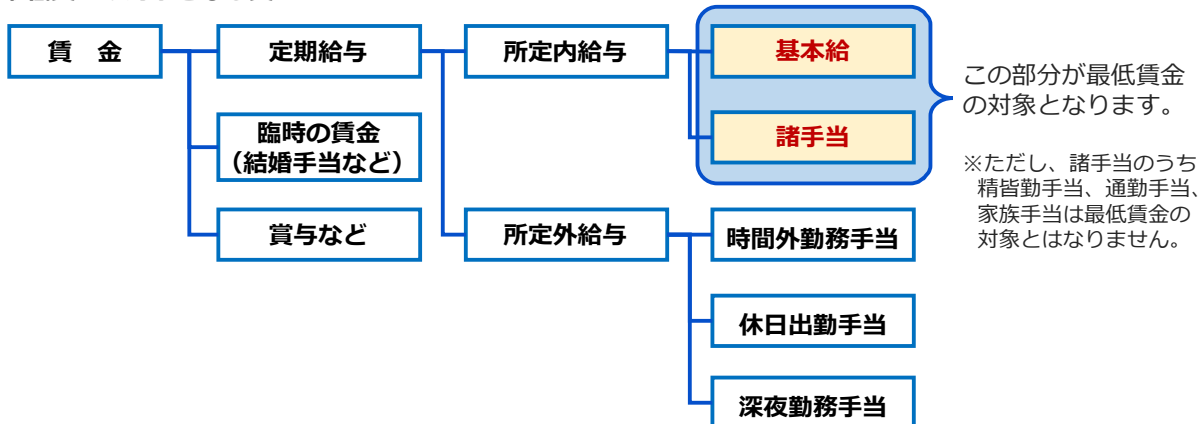 賃　金
定期給与
所定内給与
基本給
諸手当
この部分が最低賃金
の対象となります。
※ただし、諸手当のうち
精皆勤手当、通勤手当、
家族手当は最低賃金の
対象とはなりません。
臨時の賃金
（結婚手当など）
賞与など
所定外給与
時間外勤務手当
休日出勤手当
深夜勤務手当